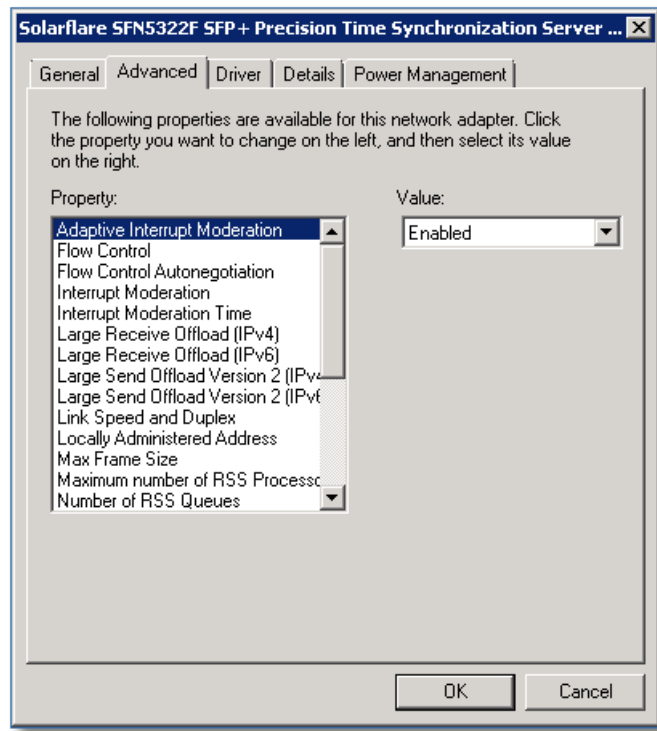 Solarflare SFN5322F SFP+ Precision Time Synchronization Server ...
General Advanced Driver Details Power Management
The following properties are available for this network adapter. Click
the property you want to change on the left, and then select its value
on the right.
Property:
Value:
Adaptive Interrupt Moderation
Enabled
Flow Control
Flow Control Autonegotiation
Interrupt Moderation
Interrupt Moderation Time
Large Receive Offload (IPv4)
Large Receive Offload (IPv6)
Large Send Offload Version 2 (IPv
Large Send Offload Version 2 (IPv
Link Speed and Duplex
Locally Administered Address
Max Frame Size
Maximum number of RSS
Number of RSS Queues
OK Cancel